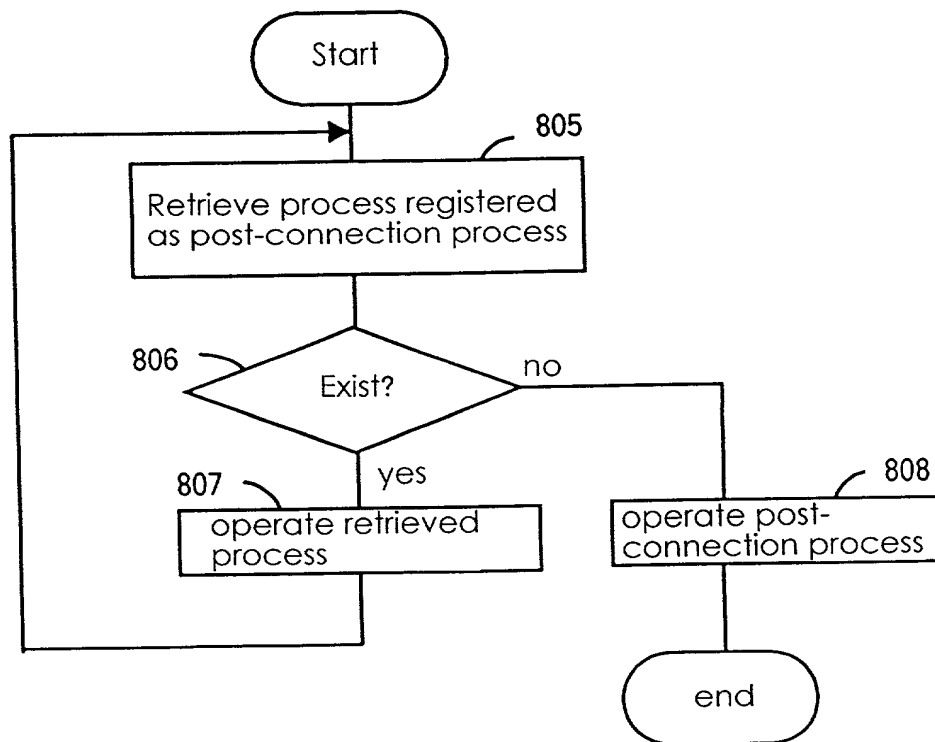 Start
805
Retrieve process registered
as post-connection process
806
Exist?
no
yes
807
operate retrieved
process
808
operate post-
connection process
end